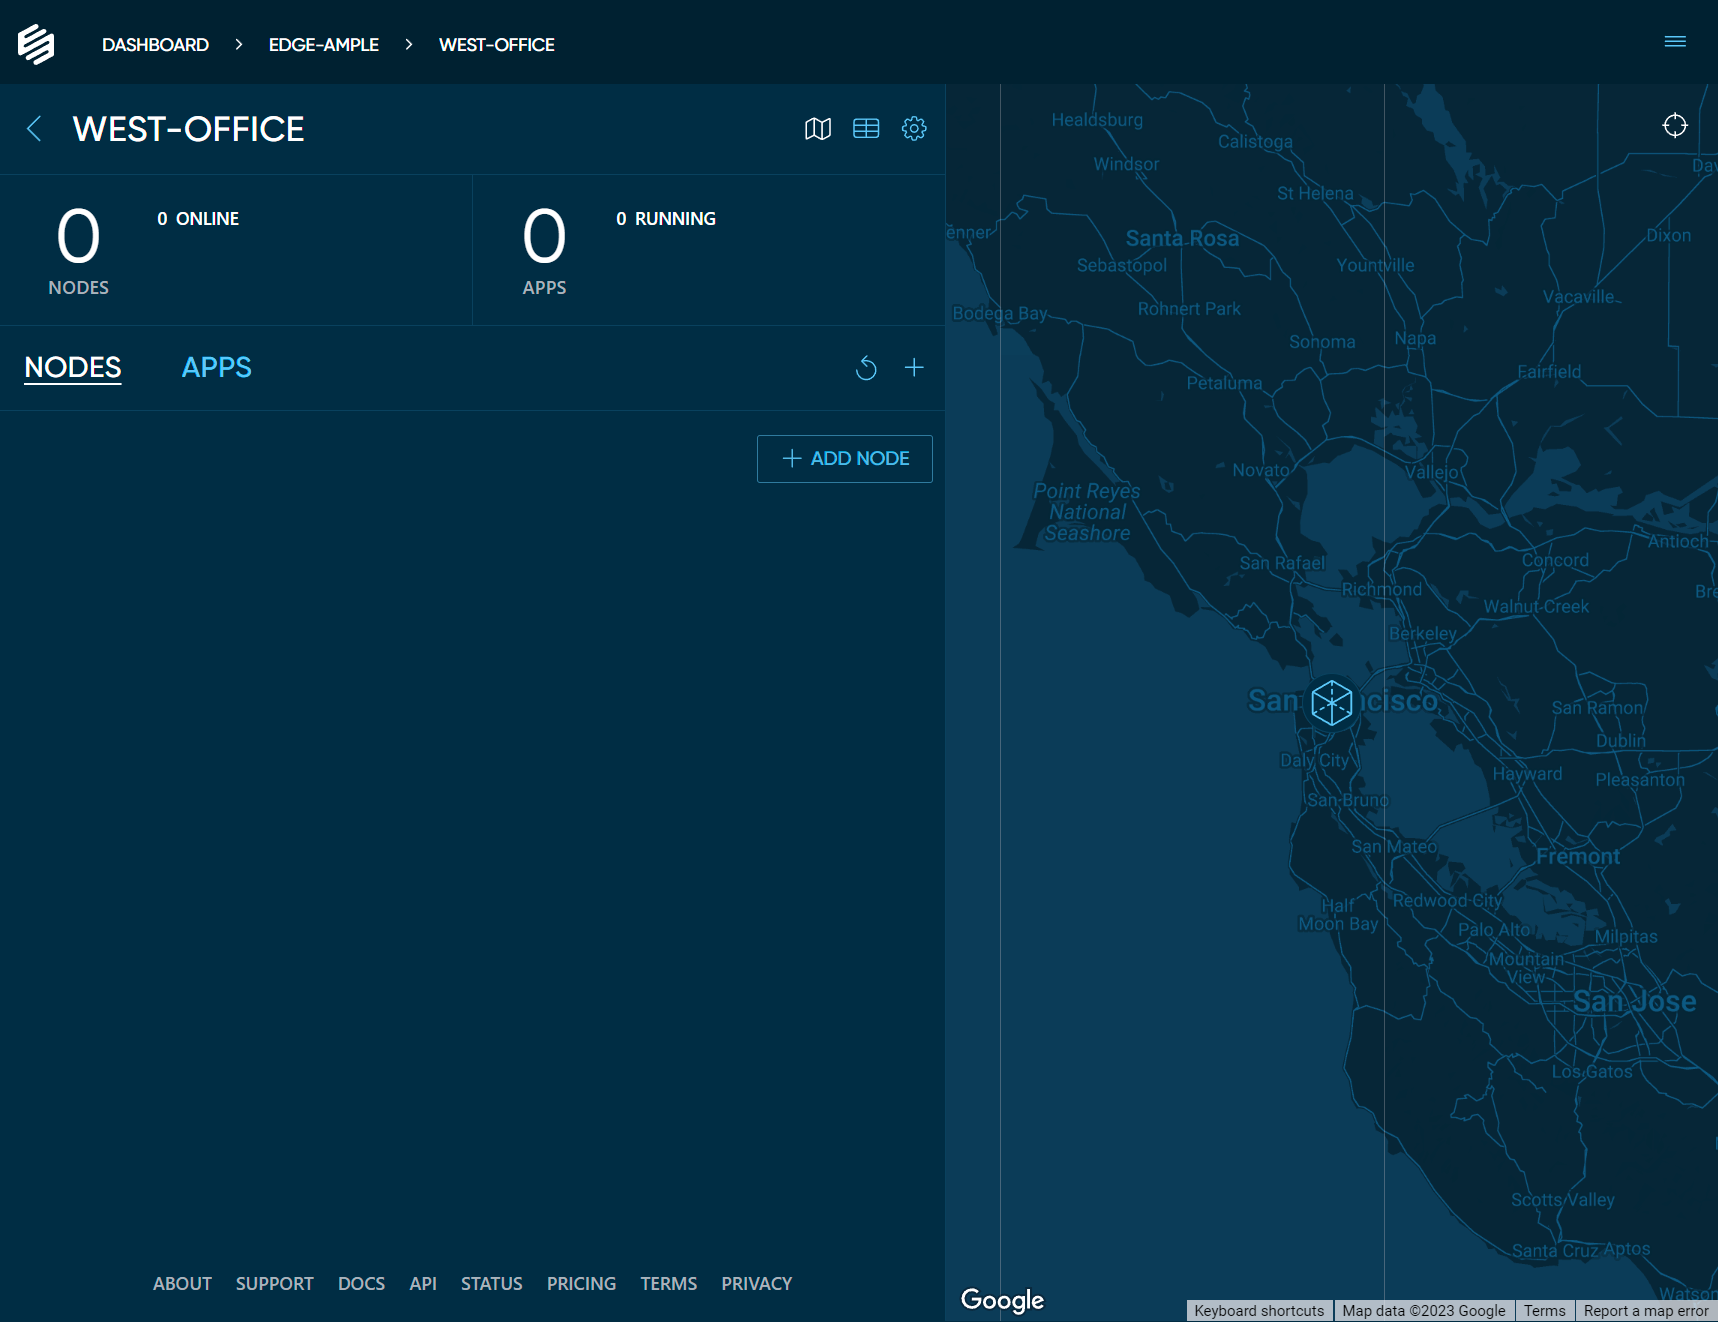 DASHBOARD > EDGE-AMPLE > WEST-OFFICE
WEST-OFFICE
0
NODES
0 ONLINE
0
APPS
0 RUNNING
NODES
APPS
ADD NODE
ABOUT SUPPORT DOCS API STATUS PRICING TERMS PRIVACY
Healdsburg
Calistoga
Windsor
St Helena
Santa Rosa
Dixon
Sebastopol
Yountville
Vacaville
Bodega Bay
Rohnert Park
Sonoma
Napa
Fairfield
Petaluma
Novato
Vallejo
Point Reyes
National
Seashore
Antioch
Concord
San Rafael
Richmond
Walnut Creek
Berkeley
San
cisco
San Ramon
Dublin
Daly City
Hayward
Pleasanton
San Bruno
San Mateo
Fremont
Redwood City
Half
Moon Bay
Palo Alto
Milpitas
Mountain
View
San Jose
Los Gatos
Scotts Valley
Santa Cruz
Aptos
Google
Keyboard shortcuts
Map data ©2023 Google
Terms
Report a map error